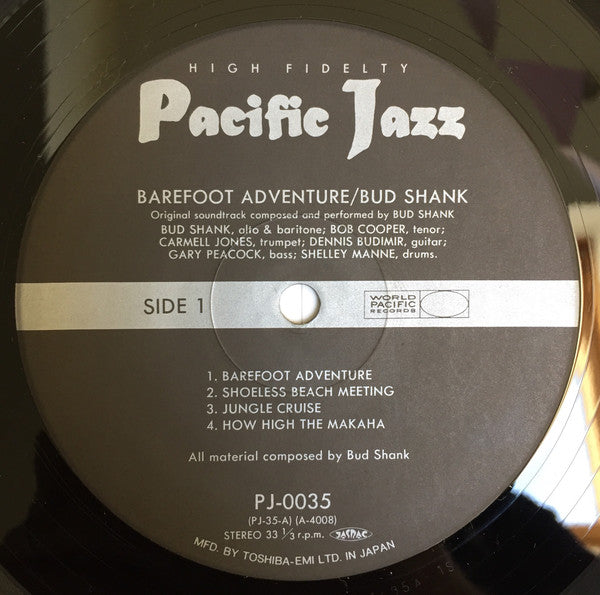 HIGH FIDELTY
Pacific Jazz
BAREFOOT ADVENTURE/BUD SHANK
Original soundtrack composed and performed by BUD SHANK
BUD SHANK, alto & baritone; BOB COOPER, tenor;
CARMELL JONES, trumpet; DENNIS BUDIMIR, guitar;
GARY PEACOCK, bass; SHELLEY MANNE, drums.
SIDE 1
WORLD
PACIFIC
RECORDS
1. BAREFOOT ADVENTURE
2. SHOELESS BEACH MEETING
3. JUNGLE CRUISE
4. HOW HIGH THE MAKAHA
All material composed by Bud Shank
PJ-0035
(PJ-35-A) (A-4008)
STEREO 33 1/3 r.p.m. JASRAC
MFD. BY TOSHIBA-EMI LTD. IN JAPAN